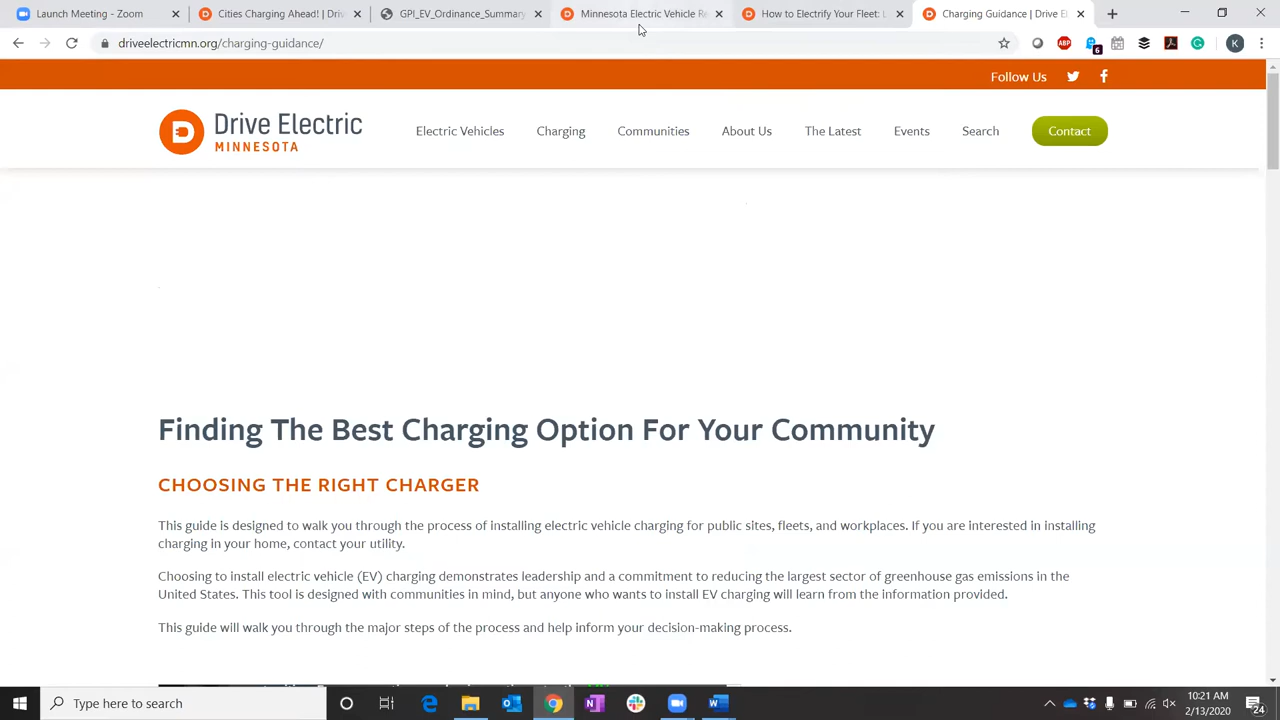 Launch Meeting - Zoom
Cities Charging Ahead! | Drive
GPI_EV_Ordinance_Summary
Minnesota Electric Vehicle Re
How to Electrify Your Fleet: L
Charging Guidance | Drive El
driveelectricmn.org/charging-guidance/
ABP
6
K
Follow Us
Drive Electric
MINNESOTA
Electric Vehicles
Charging
Communities
About Us
The Latest
Events
Search
Contact
Finding The Best Charging Option For Your Community
CHOOSING THE RIGHT CHARGER
This guide is designed to walk you through the process of installing electric vehicle charging for public sites, fleets, and workplaces. If you are interested in installing
charging in your home, contact your utility.
Choosing to install electric vehicle (EV) charging demonstrates leadership and a commitment to reducing the largest sector of greenhouse gas emissions in the
United States. This tool is designed with communities in mind, but anyone who wants to install EV charging will learn from the information provided.
This guide will walk you through the major steps of the process and help inform your decision-making process.
Type here to search
10:21 AM
2/13/2020
24